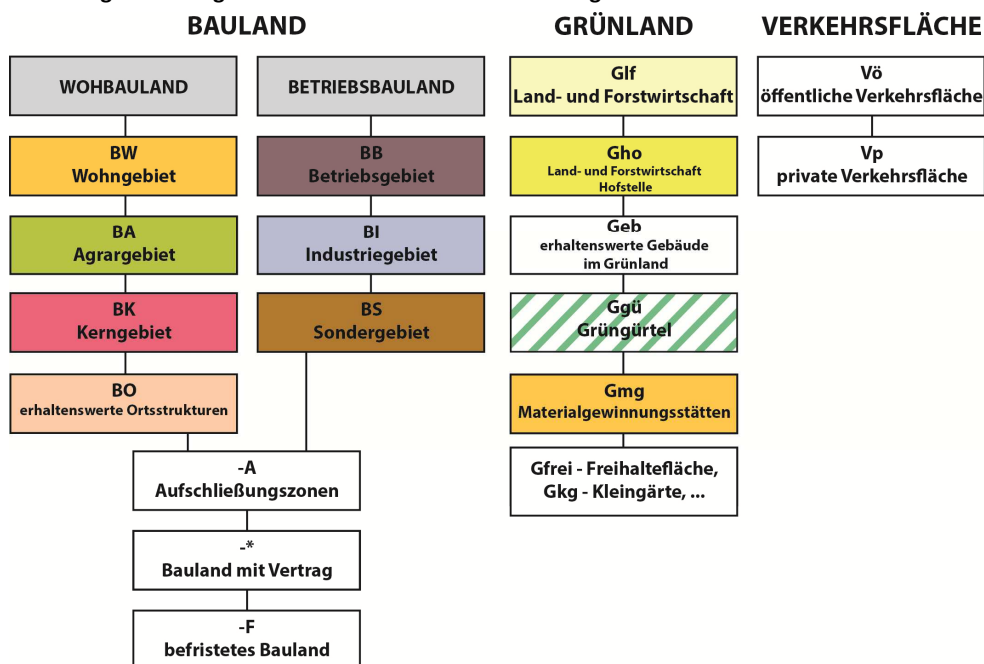 BAULAND
GRÜNLAND
VERKEHRSFLÄCHE
WOHBAULAND
BETRIEBSBAULAND
Glf
Land- und Forstwirtschaft
Vö
öffentliche Verkehrsfläche
BW
Wohngebiet
BB
Betriebsgebiet
Gho
Land- und Forstwirtschaft
Hofstelle
Vp
private Verkehrsfläche
BA
Agrargebiet
BI
Industriegebiet
Geb
erhaltenswerte Gebäude
im Grünland
BK
Kerngebiet
BS
Sondergebiet
Ggü
Grüngürtel
BO
erhaltenswerte Ortsstrukturen
Gmg
Materialgewinnungsstätten
-A
Aufschließungszonen
Gfrei - Freihaltefläche,
Gkg - Kleingärte, ...
-*
Bauland mit Vertrag
-F
befristetes Bauland